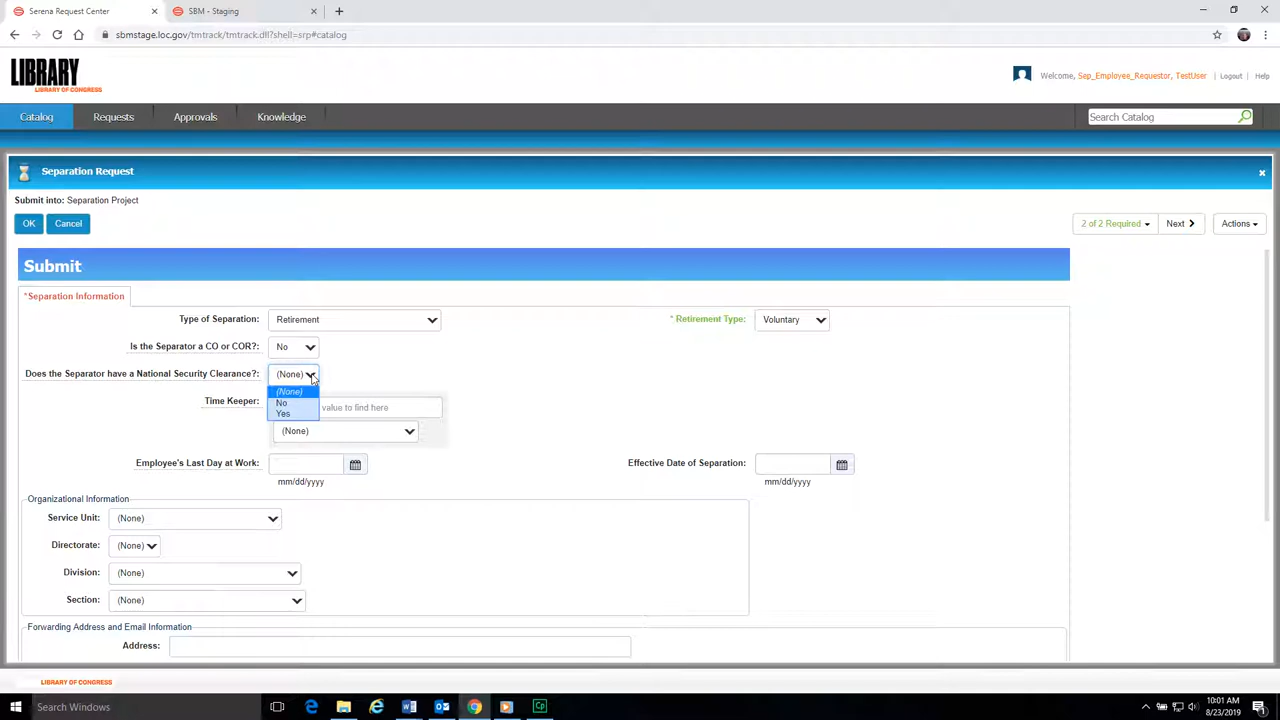 Serena Request Center
SBM - Staging
sbmstage.loc.gov/tmtrack/tmtrack.dll?shell=srp#catalog
LIBRARY
LIBRARY OF CONGRESS
Welcome, Sep_Employee_Requestor, TestUser | Logout | Help
Catalog Requests Approvals Knowledge Search Catalog
Separation Request
Submit into: Separation Project
OK Cancel 2 of 2 Required Next Actions
Submit
*Separation Information
Type of Separation: Retirement * Retirement Type: Voluntary
Is the Separator a CO or COR?: No
Does the Separator have a National Security Clearance?: (None)
(None)
No
Yes
Time Keeper: value to find here
(None)
Employee's Last Day at Work: Effective Date of Separation:
mm/dd/yyyy mm/dd/yyyy
Organizational Information
Service Unit: (None)
Directorate: (None)
Division: (None)
Section: (None)
Forwarding Address and Email Information
Address:
LIBRARY OF CONGRESS
Search Windows
10:01 AM
8/23/2019